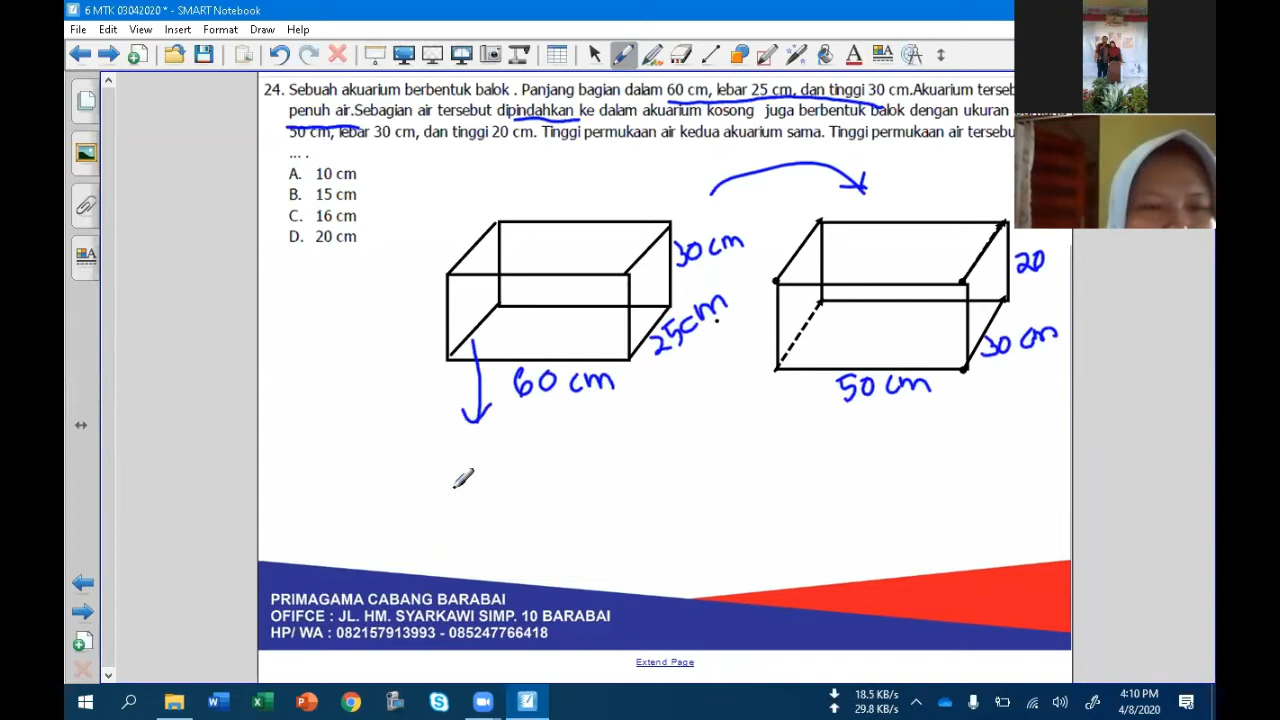 6 MTK 03042020 * - SMART Notebook
File Edit View Insert Format Draw Help
24. Sebuah akuarium berbentuk balok . Panjang bagian dalam 60 cm, lebar 25 cm, dan tinggi 30 cm.Akuarium terse
penuh air.Sebagian air tersebut dipindahkan ke dalam akuarium kosong juga berbentuk balok dengan ukuran
50 cm, lebar 30 cm, dan tinggi 20 cm. Tinggi permukaan air kedua akuarium sama. Tinggi permukaan air tersebu
... .
A. 10 cm
B. 15 cm
C. 16 cm
D. 20 cm
30 cm
25cm
60 cm
20
30 cm
50 cm
PRIMAGAMA CABANG BARABAI
OFIFCE : JL. HM. SYARKAWI SIMP. 10 BARABAI
HP/ WA : 082157913993 - 085247766418
Extend Page
18.5 KB/s
29.8 KB/s
4:10 PM
4/8/2020